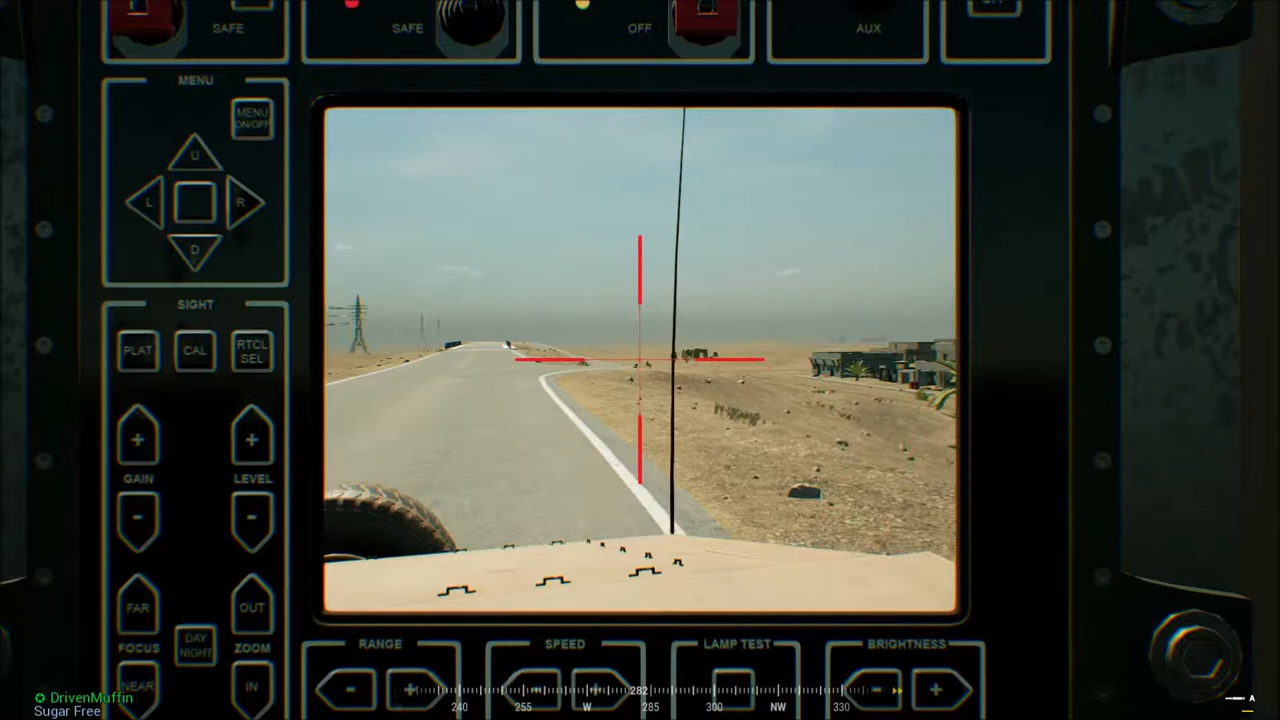 SAFE
SAFE
OFF
AUX
MENU
MENU ON/OFF
U
L
R
D
SIGHT
PLAT
CAL
RTCL SEL
+
+
GAIN
LEVEL
-
-
FAR
OUT
FOCUS
DAY NIGHT
ZOOM
NEAR
IN
RANGE
SPEED
LAMP TEST
BRIGHTNESS
- +
- +
- +
282
240 255 W 285 300 NW 330
DrivenMuffin
Sugar Free
A